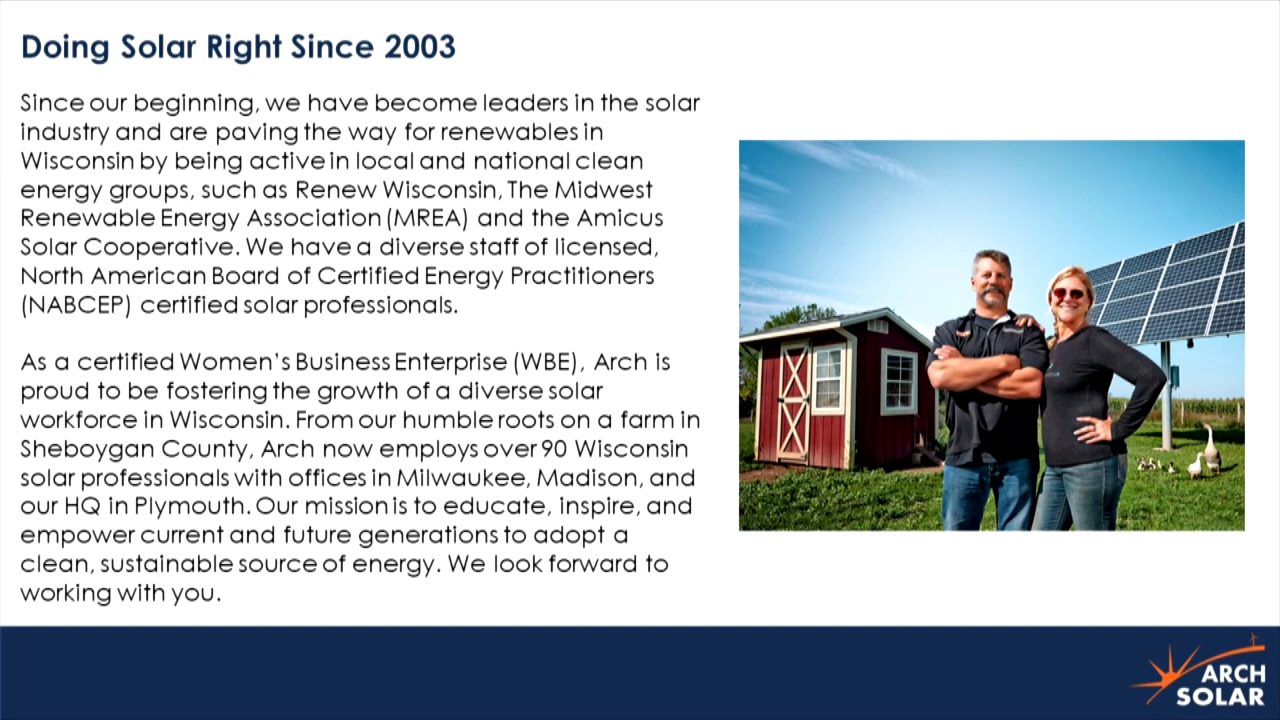 Doing Solar Right Since 2003
Since our beginning, we have become leaders in the solar
industry and are paving the way for renewables in
Wisconsin by being active in local and national clean
energy groups, such as Renew Wisconsin, The Midwest
Renewable Energy Association (MREA) and the Amicus
Solar Cooperative. We have a diverse staff of licensed,
North American Board of Certified Energy Practitioners
(NABCEP) certified solar professionals.
As a certified Women's Business Enterprise (WBE), Arch is
proud to be fostering the growth of a diverse solar
workforce in Wisconsin. From our humble roots on a farm in
Sheboygan County, Arch now employs over 90 Wisconsin
solar professionals with offices in Milwaukee, Madison, and
our HQ in Plymouth. Our mission is to educate, inspire, and
empower current and future generations to adopt a
clean, sustainable source of energy. We look forward to
working with you.
ARCH
SOLAR